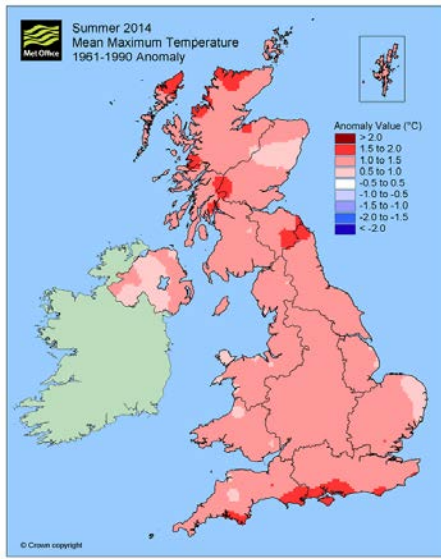 Met Office
Summer 2014
Mean Maximum Temperature
1961-1990 Anomaly
Anomaly Value (°C)
> 2.0
1.5 to 2.0
1.0 to 1.5
0.5 to 1.0
-0.5 to 0.5
-1.0 to -0.5
-1.5 to -1.0
-2.0 to -1.5
< -2.0
© Crown copyright